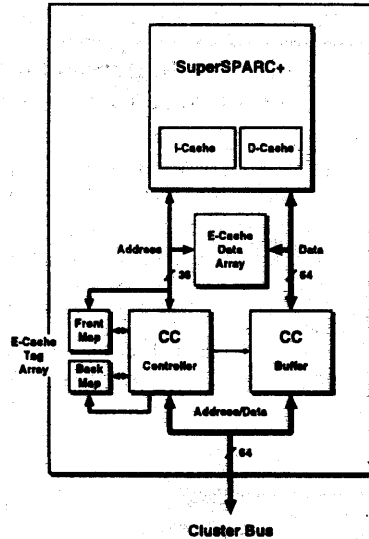 SuperSPARC+
I-Cache
D-Cache
Address
E-Cache
Data
Array
Data
36
64
Front
Map
CC
Controller
CC
Buffer
E-Cache
Tag
Array
Back
Map
Address/Data
64
Cluster Bus